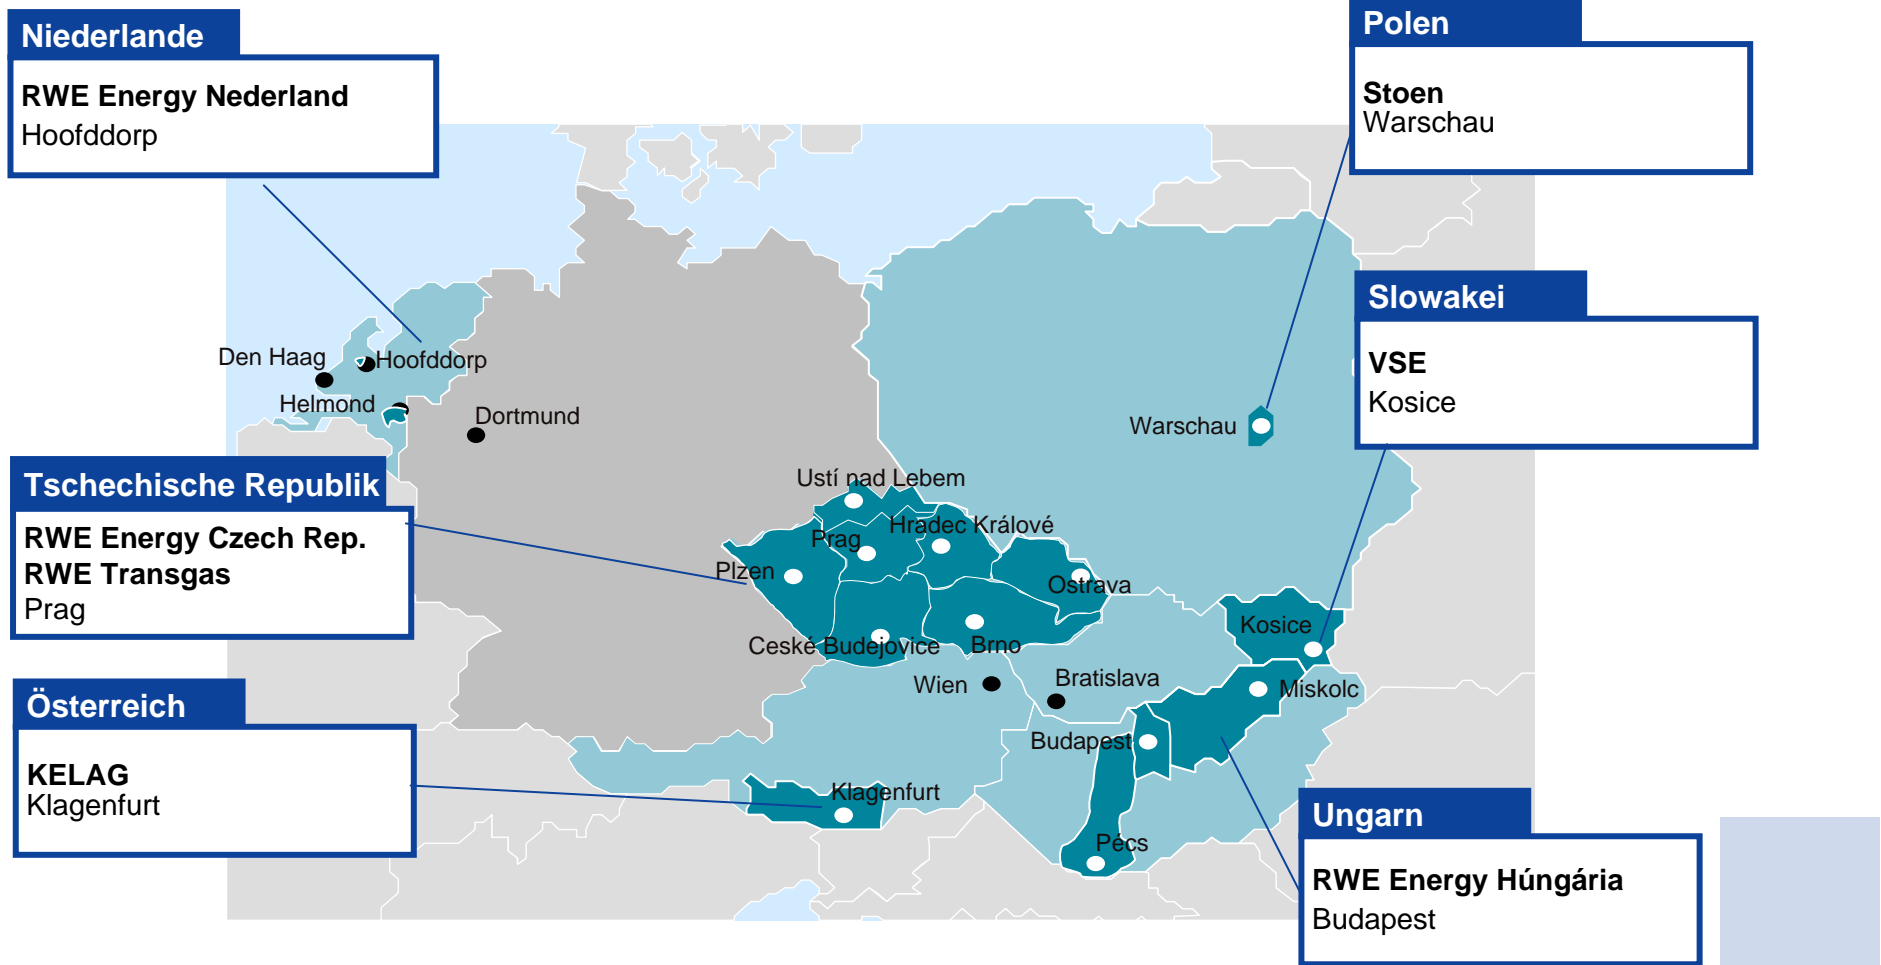 Niederlande
RWE Energy Nederland
Hoofddorp
Polen
Stoen
Warschau
Slowakei
VSE
Kosice
Den Haag
Hoofddorp
Helmond
Dortmund
Warschau
Tschechische Republik
RWE Energy Czech Rep.
RWE Transgas
Prag
Ustí nad Lebem
Hradec Králové
Prag
Plzen
Ostrava
Ceské Budejovice
Brno
Kosice
Wien
Bratislava
Miskolc
Budapest
Klagenfurt
Pécs
Österreich
KELAG
Klagenfurt
Ungarn
RWE Energy Húngária
Budapest